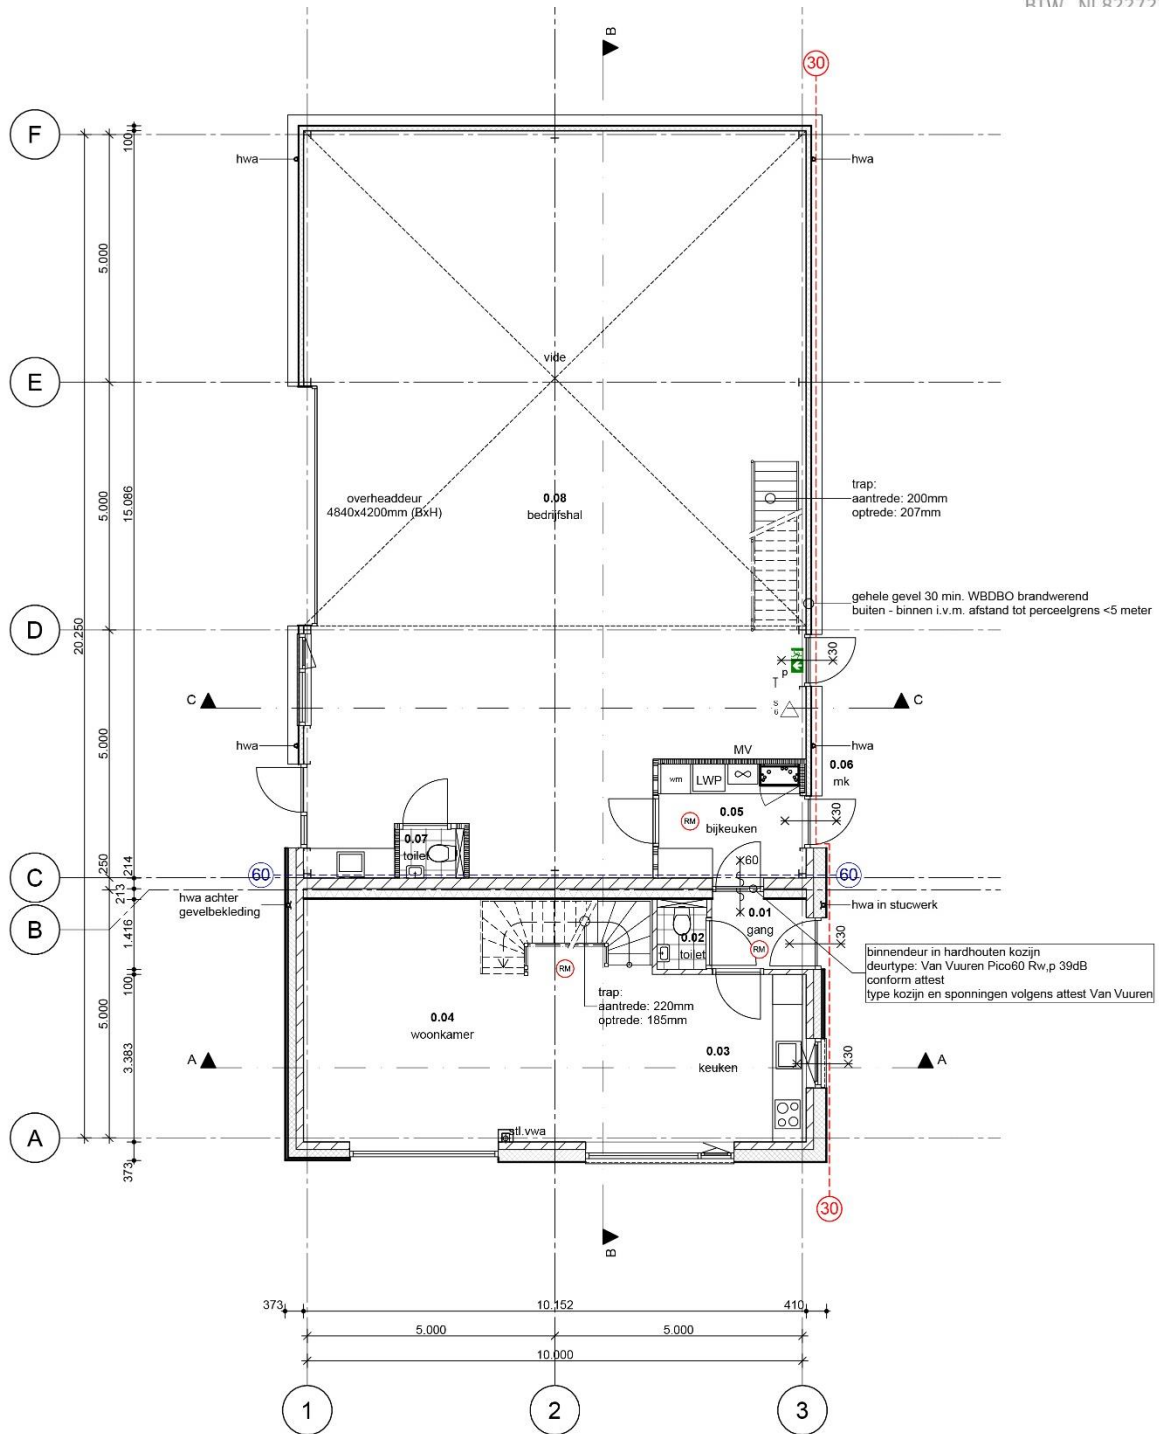 B
30
F
100
hwa
hwa
5.000
vide
E
trap:
aantrede: 200mm
optrede: 207mm
overheaddeur
4840x4200mm (BxH)
0.08
bedrijfshal
5.000
15.086
gehele gevel 30 min. WBDBO brandwerend
buiten - binnen i.v.m. afstand tot perceelgrens <5 meter
D
20.250
30
p
T
C
S
6
C
5.000
hwa
MV
hwa
0.06
mk
wm
LWP
0.05
bijkeuken
RM
30
0.07
toilet
60
60
60
C
250
214
213
hwa achter
gevelbekleding
hwa in stucwerk
B
1.416
0.01
gang
0.02
toilet
RM
30
binnendeur in hardhouten kozijn
deurtype: Van Vuuren Pico60 Rw,p 39dB
conform attest
type kozijn en sponningen volgens attest Van Vuuren
100
RM
trap:
aantrede: 220mm
optrede: 185mm
5.000
0.04
woonkamer
0.03
keuken
30
3.383
A
A
A
stl.vwa
373
30
B
373
10.152
410
5.000
5.000
10.000
1
2
3